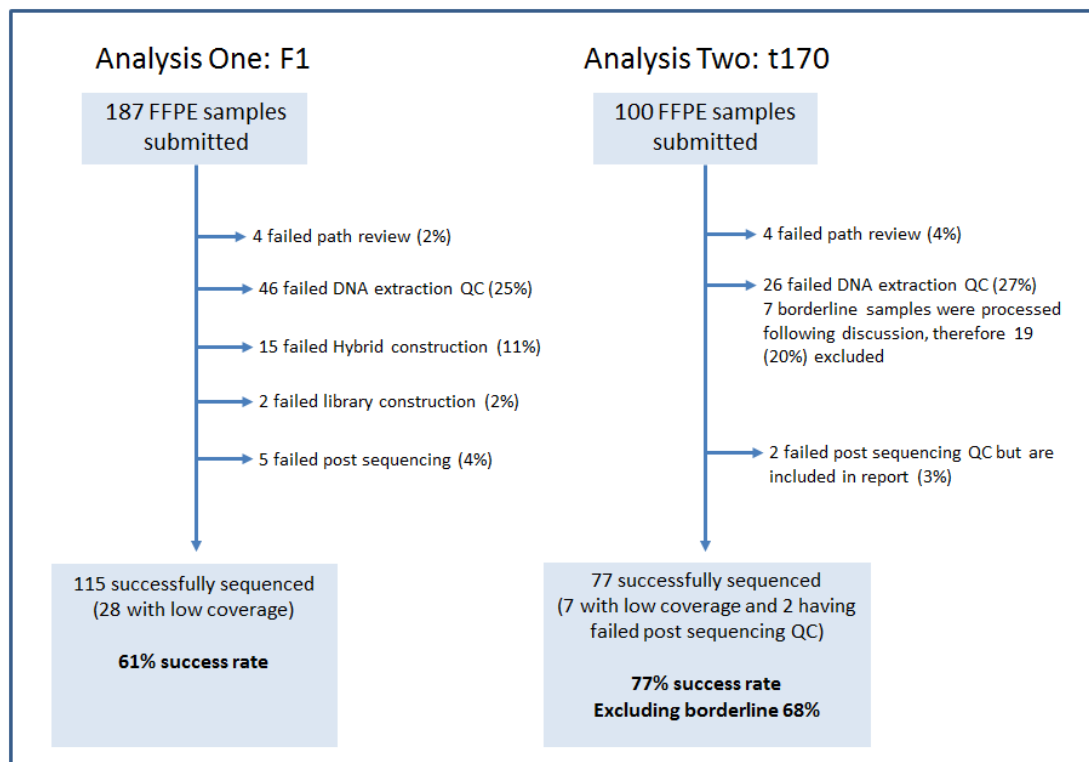 Analysis One: F1
187 FFPE samples
submitted
4 failed path review (2%)
46 failed DNA extraction QC (25%)
15 failed Hybrid construction (11%)
2 failed library construction (2%)
5 failed post sequencing (4%)
115 successfully sequenced
(28 with low coverage)
61% success rate
Analysis Two: t170
100 FFPE samples
submitted
4 failed path review (4%)
26 failed DNA extraction QC (27%)
7 borderline samples were processed
following discussion, therefore 19
(20%) excluded
2 failed post sequencing QC but are
included in report (3%)
77 successfully sequenced
(7 with low coverage and 2 having
failed post sequencing QC)
77% success rate
Excluding borderline 68%